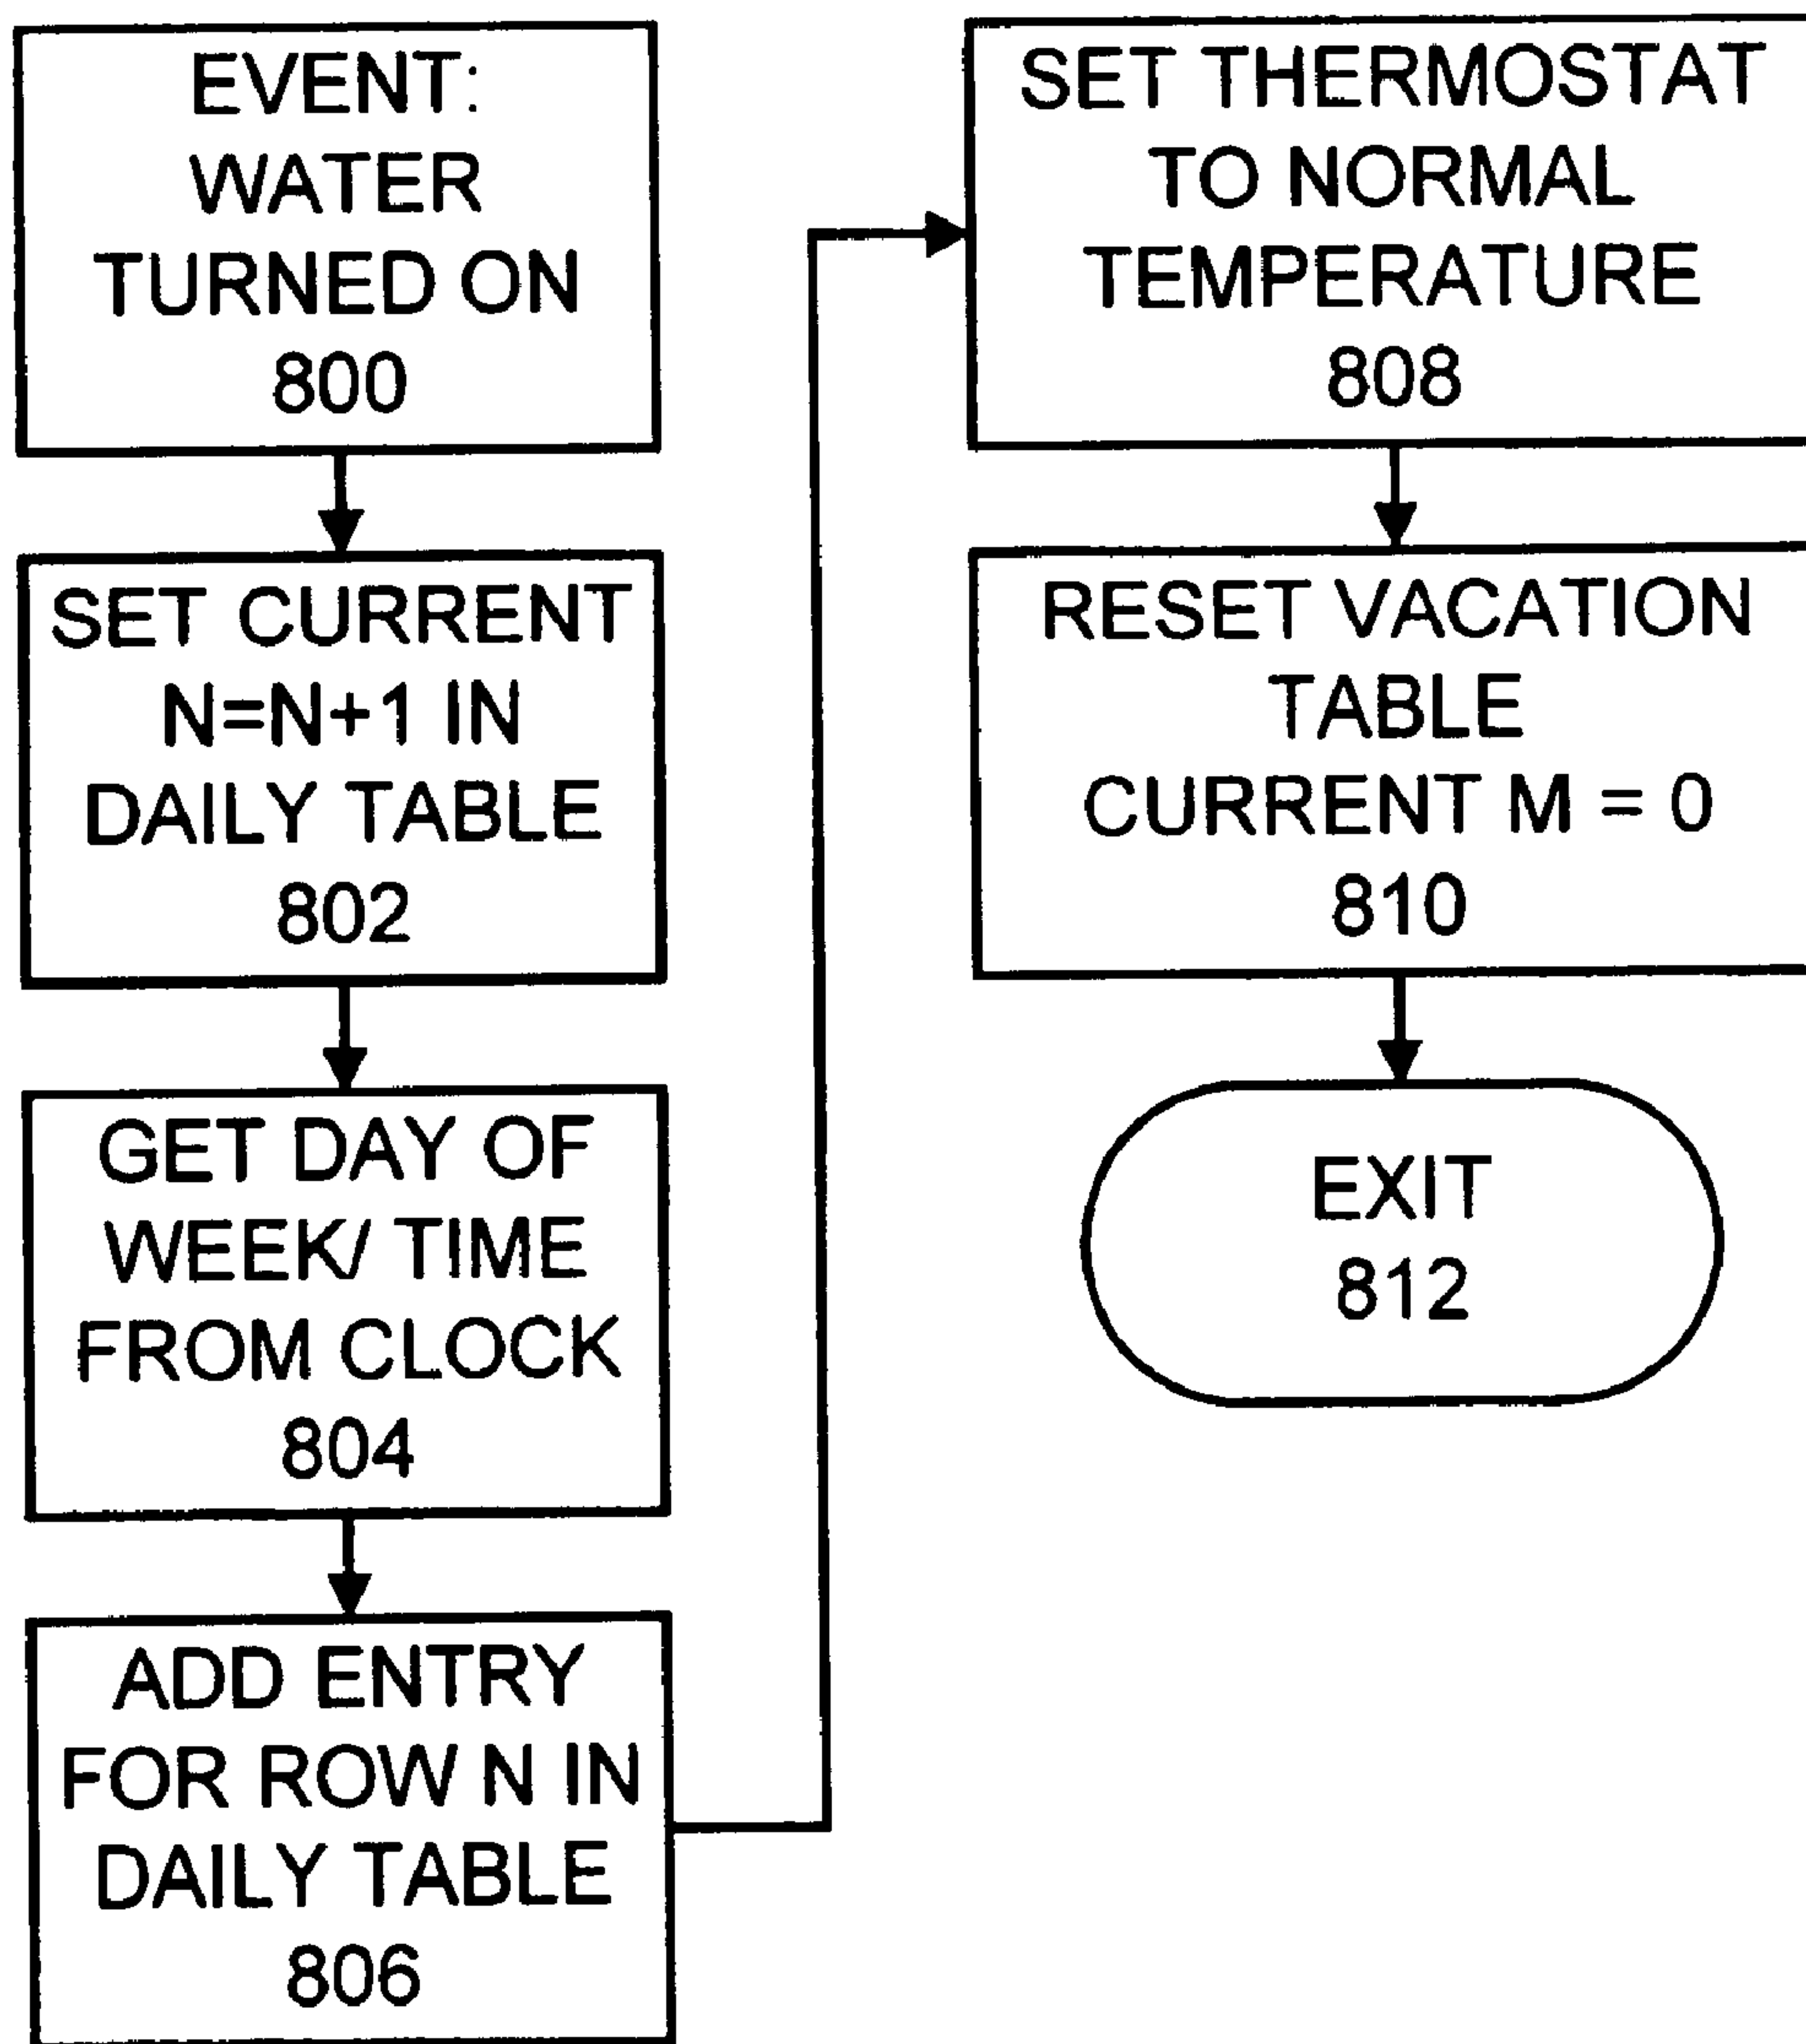 EVENT:
WATER
TURNED ON
800
SET CURRENT
N=N+1 IN
DAILY TABLE
802
GET DAY OF
WEEK/ TIME
FROM CLOCK
804
ADD ENTRY
FOR ROW N IN
DAILY TABLE
806
SET THERMOSTAT
TO NORMAL
TEMPERATURE
808
RESET VACATION
TABLE
CURRENT M = 0
810
EXIT
812